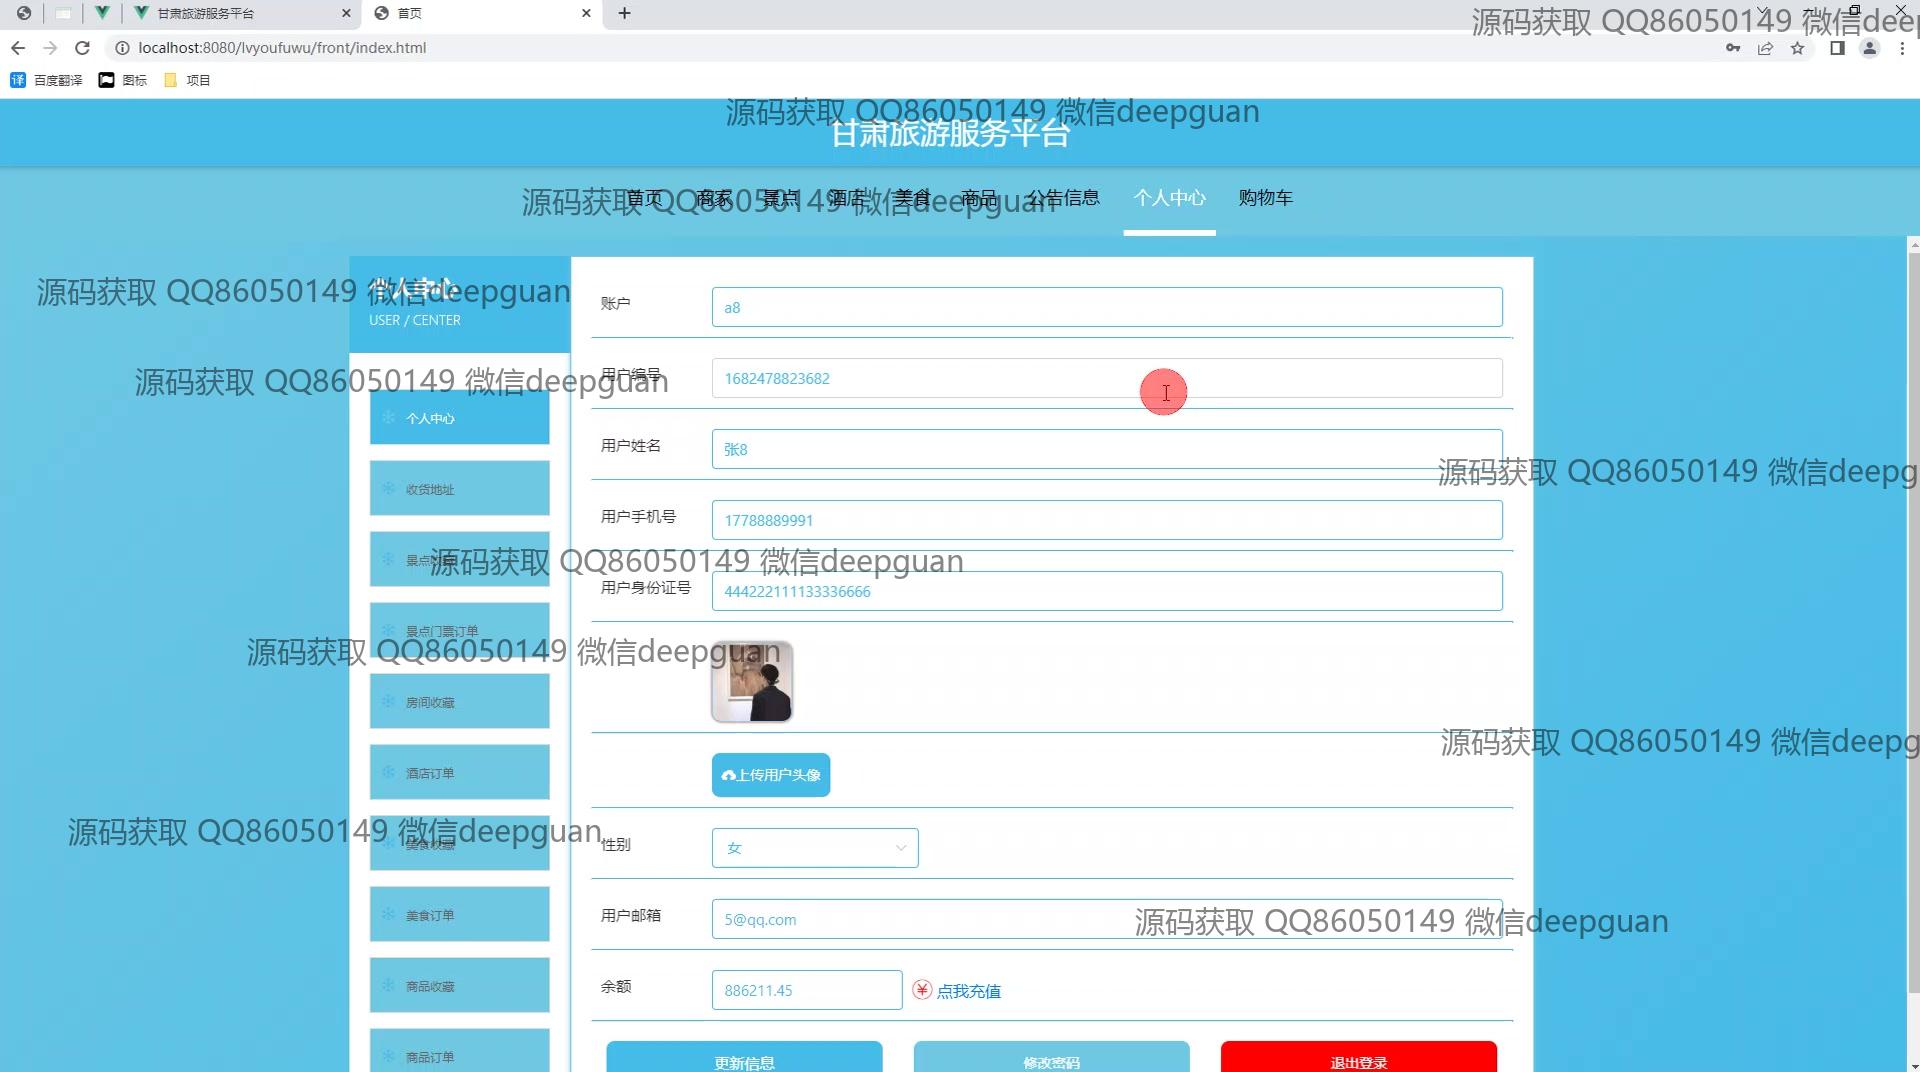 甘肃旅游服务平台
首页
源码获取 QQ86050149 微信deep
localhost:8080/lvyoufuwu/front/index.html
百度翻译 图标 项目
源码获取 QQ86050149 微信deepguan
甘肃旅游服务平台
首页 商家 景点 酒店 美食 商品 公告信息 个人中心 购物车
源码获取 QQ86050149 微信deepguan
源码获取 QQ86050149 微信deepguan
个人中心
USER / CENTER
账户 a8
源码获取 QQ86050149 微信deepguan
用户编号 1682478823682
个人中心
用户姓名 张8
源码获取 QQ86050149 微信deepg
收货地址
用户手机号 17788889991
景点收藏
源码获取 QQ86050149 微信deepguan
用户身份证号 444222111133336666
景点门票订单
源码获取 QQ86050149 微信deepguan
房间收藏
源码获取 QQ86050149 微信deepg
酒店订单
上传用户头像
源码获取 QQ86050149 微信deepguan
美食收藏
性别 女
美食订单
用户邮箱 5@qq.com
源码获取 QQ86050149 微信deepguan
商品收藏
余额 886211.45 点我充值
商品订单
更新信息 修改密码 退出登录